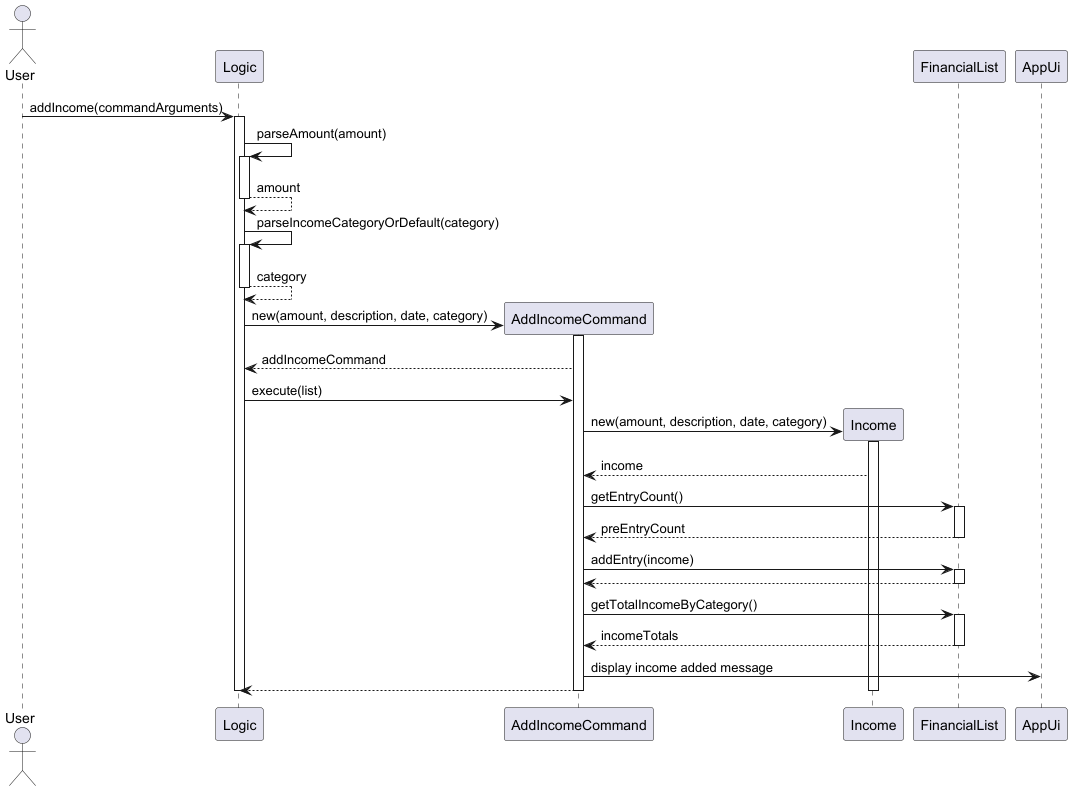 User
Logic
FinancialList
AppUi
addIncome(commandArguments)
parseAmount(amount)
amount
parseIncomeCategoryOrDefault(category)
category
new(amount, description, date, category)
AddIncomeCommand
addIncomeCommand
execute(list)
new(amount, description, date, category)
Income
income
getEntryCount()
preEntryCount
addEntry(income)
getTotalIncomeByCategory()
incomeTotals
display income added message
User
Logic
AddIncomeCommand
Income
FinancialList
AppUi